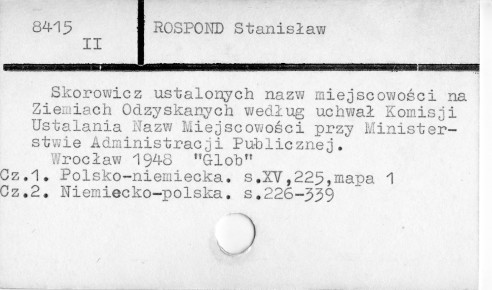 8415 ROSPOND Stanisław
II
Skorowicz ustalonych nazw miejscowości na
Ziemiach Odzyskanych według uchwał Komisji
Ustalania Nazw Miejscowości przy Minister-
stwie Administracji Publicznej.
Wrocław 1948 "Glob"
Cz.1. Polsko-niemiecka. s.XV,225,mapa 1
Cz.2. Niemiecko-polska. s.226-339